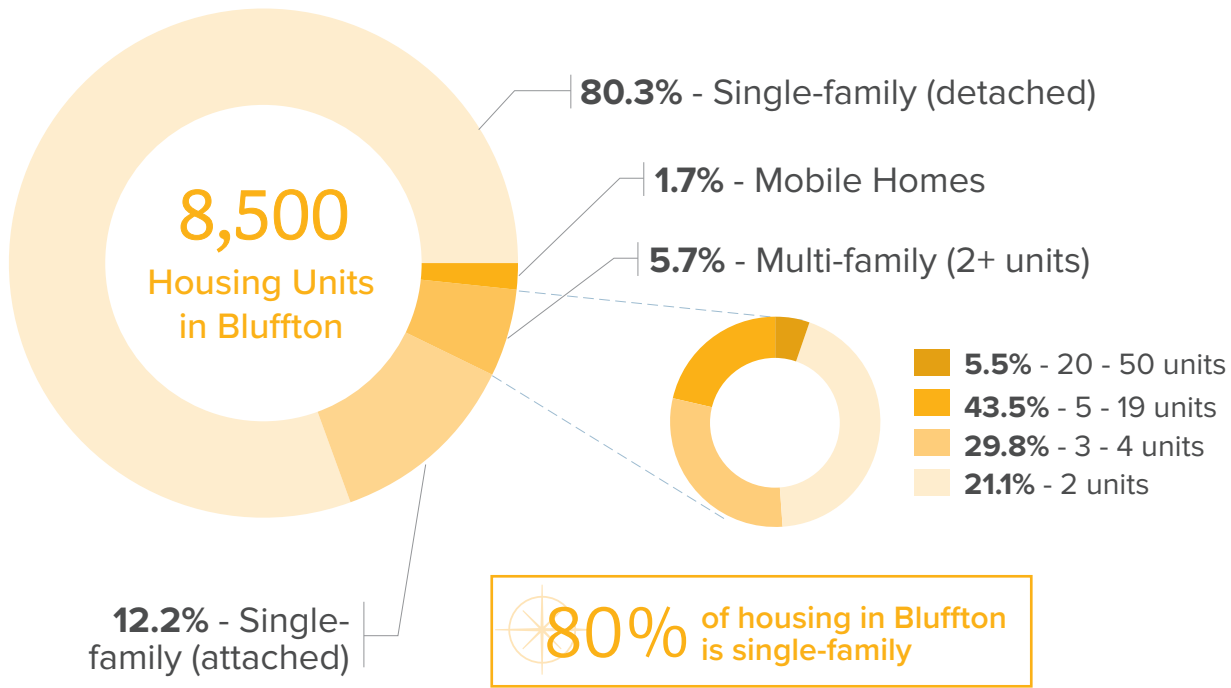 80.3% - Single-family (detached)
1.7% - Mobile Homes
5.7% - Multi-family (2+ units)
8,500
Housing Units
in Bluffton
5.5% - 20 - 50 units
43.5% - 5 - 19 units
29.8% - 3 - 4 units
21.1% - 2 units
12.2% - Single-
family (attached)
80% of housing in Bluffton
is single-family